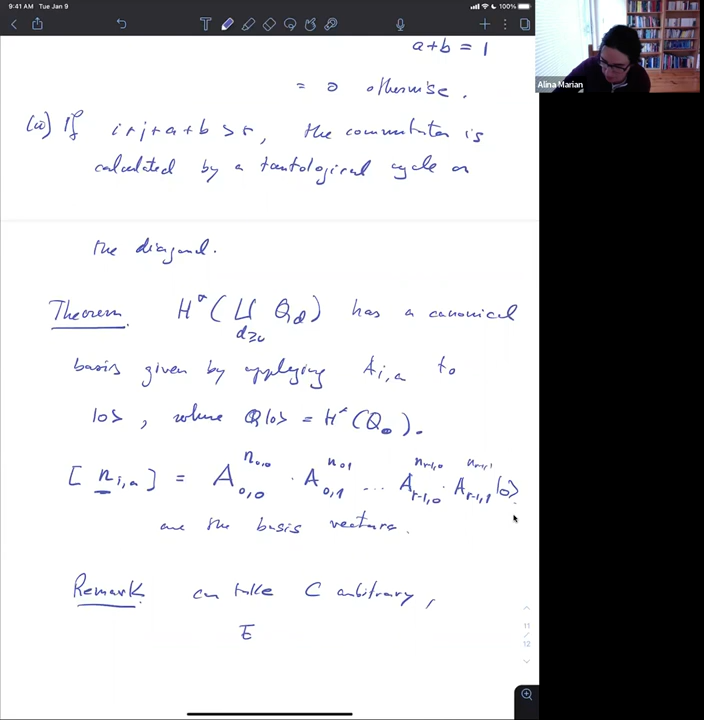 9:41 AM Tue Jan 9
100%
Alina Marian
a + b = 1
= 0 otherwise.
If i + j + a + b > r, the commutator is
calculated by a tautological cycle on
the diagonal.
Theorem. H*(⊔_{d≥0} Q_d) has a canonical
basis given by applying A_{i,a} to
|0>, where Q|0> = H*(Q_0).
[n_{i,a}] = A_{0,0}^{n_{0,0}} · A_{0,1}^{n_{0,1}} ... A_{r-1,0}^{n_{r-1,0}} · A_{r-1,1}^{n_{r-1,1}} |0>
are the basis vectors.
Remark can take C arbitrary,
E
11
/
12